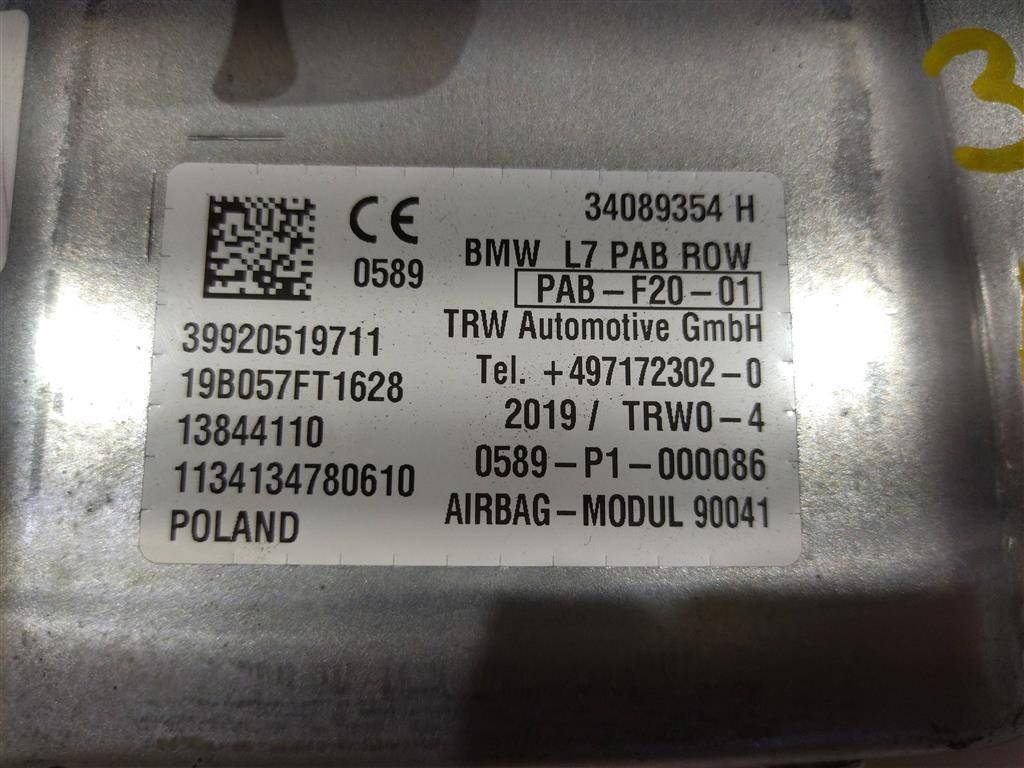 3
CE
0589
34089354 H
BMW L7 PAB ROW
PAB-F20-01
TRW Automotive GmbH
Tel. +497172302-0
2019/ TRW0-4
0589-P1-000086
AIRBAG-MODUL 90041
39920519711
19B057FT1628
13844110
1134134780610
POLAND